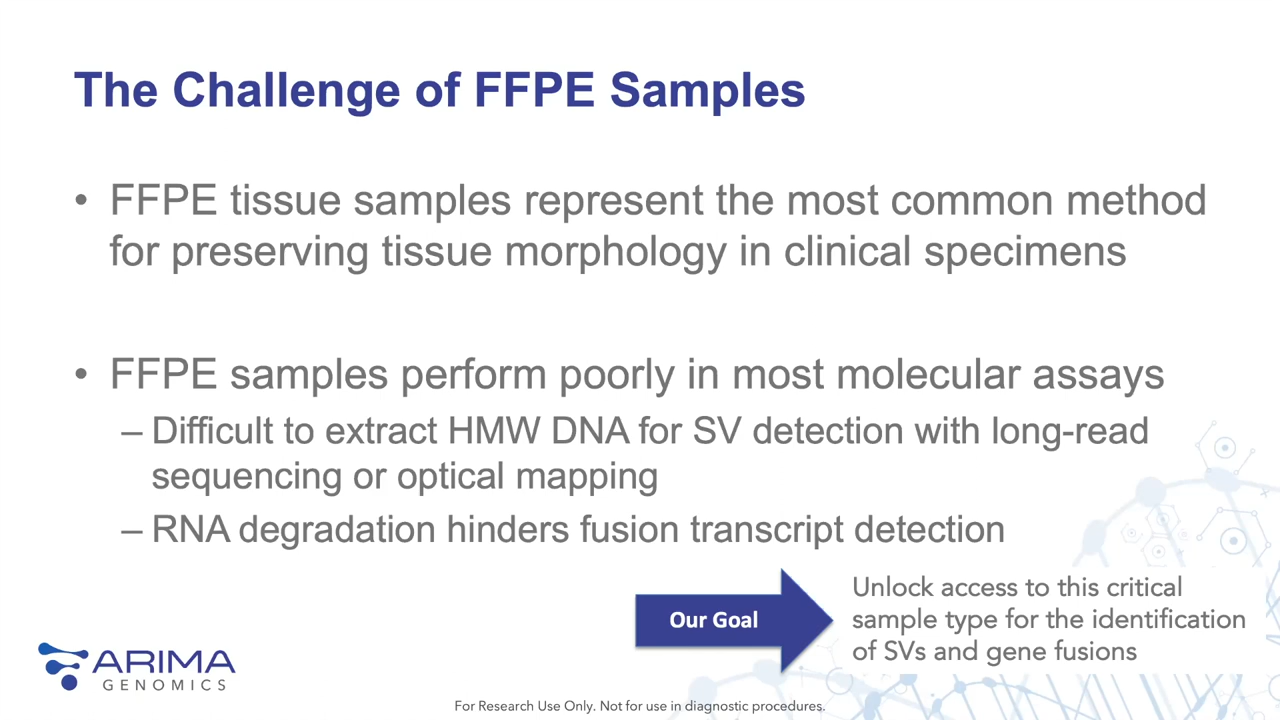 The Challenge of FFPE Samples
• FFPE tissue samples represent the most common method
for preserving tissue morphology in clinical specimens
• FFPE samples perform poorly in most molecular assays
– Difficult to extract HMW DNA for SV detection with long-read
sequencing or optical mapping
– RNA degradation hinders fusion transcript detection
Our Goal
Unlock access to this critical
sample type for the identification
of SVs and gene fusions
ARIMA
GENOMICS
For Research Use Only. Not for use in diagnostic procedures.